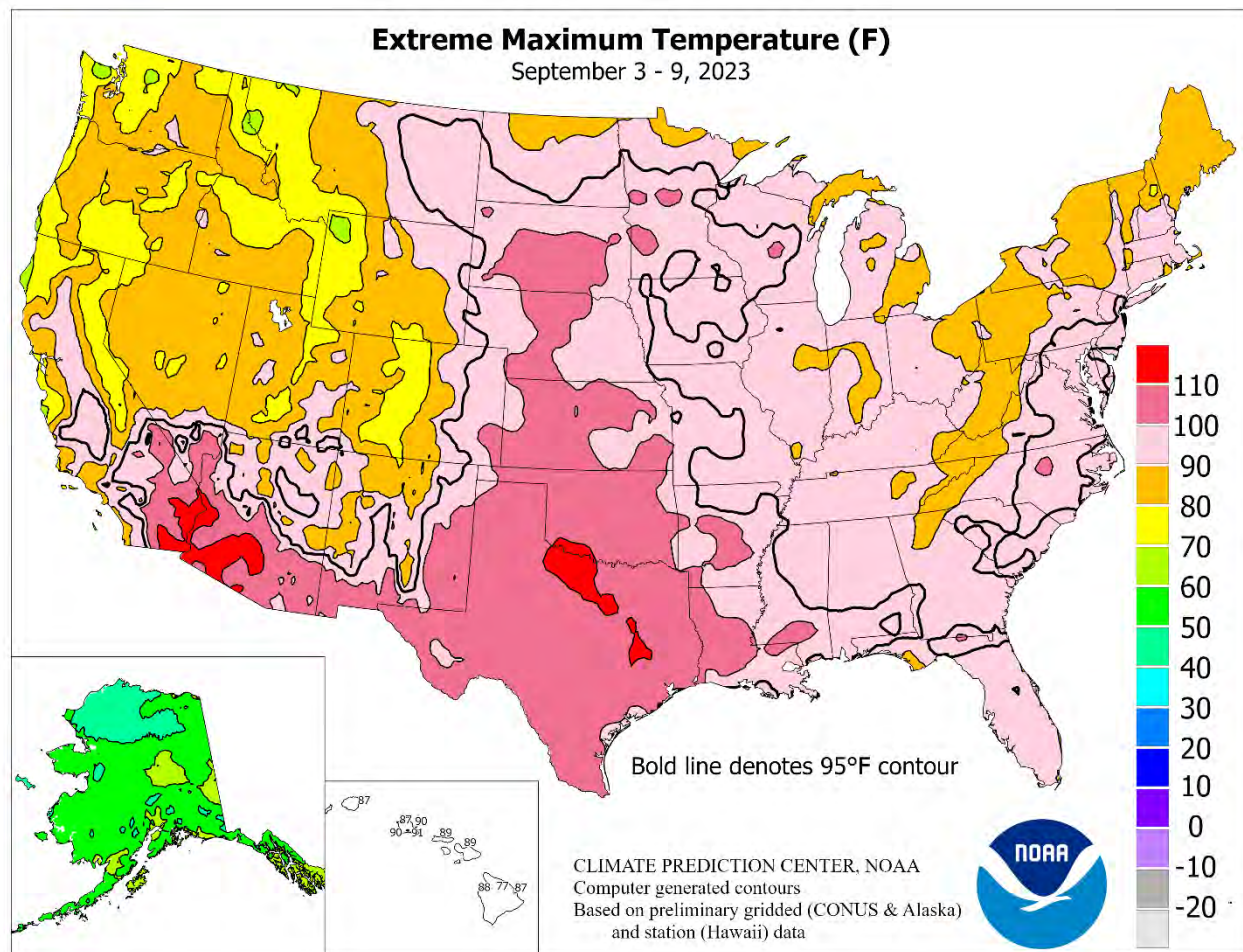 Extreme Maximum Temperature (F)
September 3 - 9, 2023
110
100
90
80
70
60
50
40
30
20
10
0
-10
-20
Bold line denotes 95°F contour
87
87 90
90 91
89
89
88 77 87
CLIMATE PREDICTION CENTER, NOAA
Computer generated contours
Based on preliminary gridded (CONUS & Alaska)
and station (Hawaii) data
NOAA